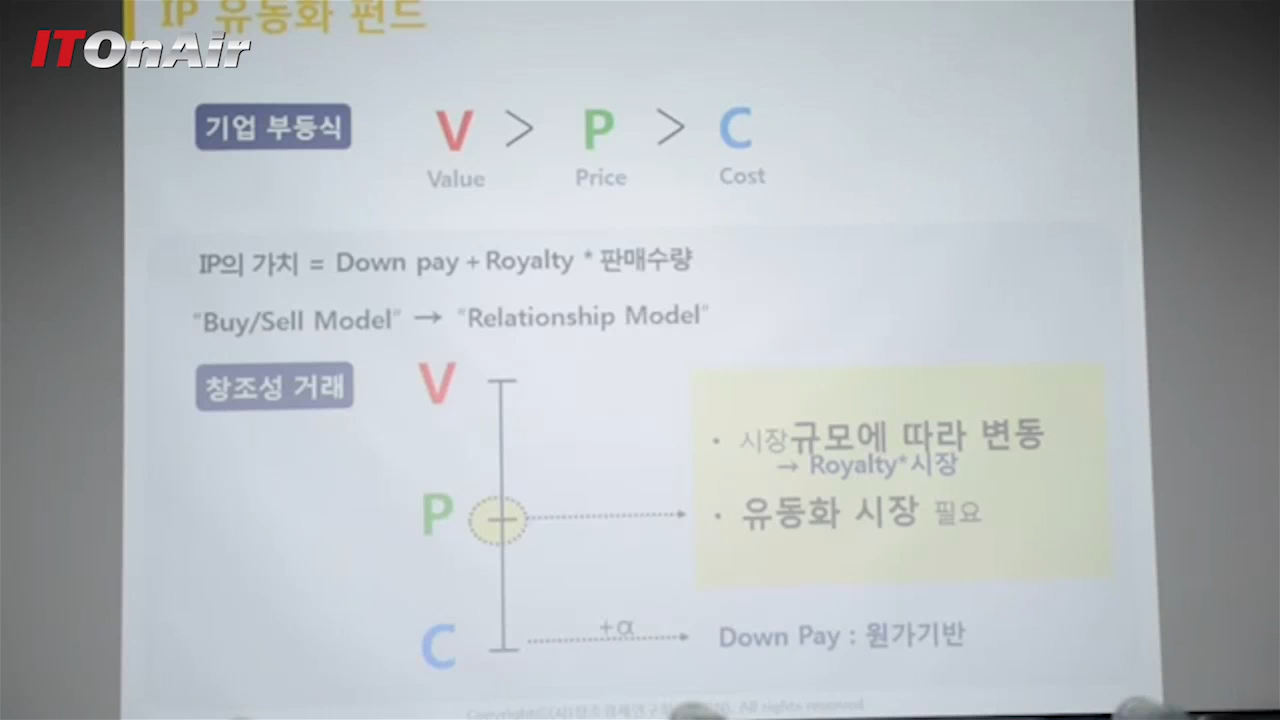 IP 유동화 펀드
ITOnAir
기업 부등식
V > P > C
Value Price Cost
IP의 가치 = Down pay + Royalty * 판매수량
"Buy/Sell Model" → "Relationship Model"
창조성 거래
V
• 시장규모에 따라 변동
→ Royalty*시장
P
• 유동화 시장 필요
C
+α
Down Pay : 원가기반
All rights reserved